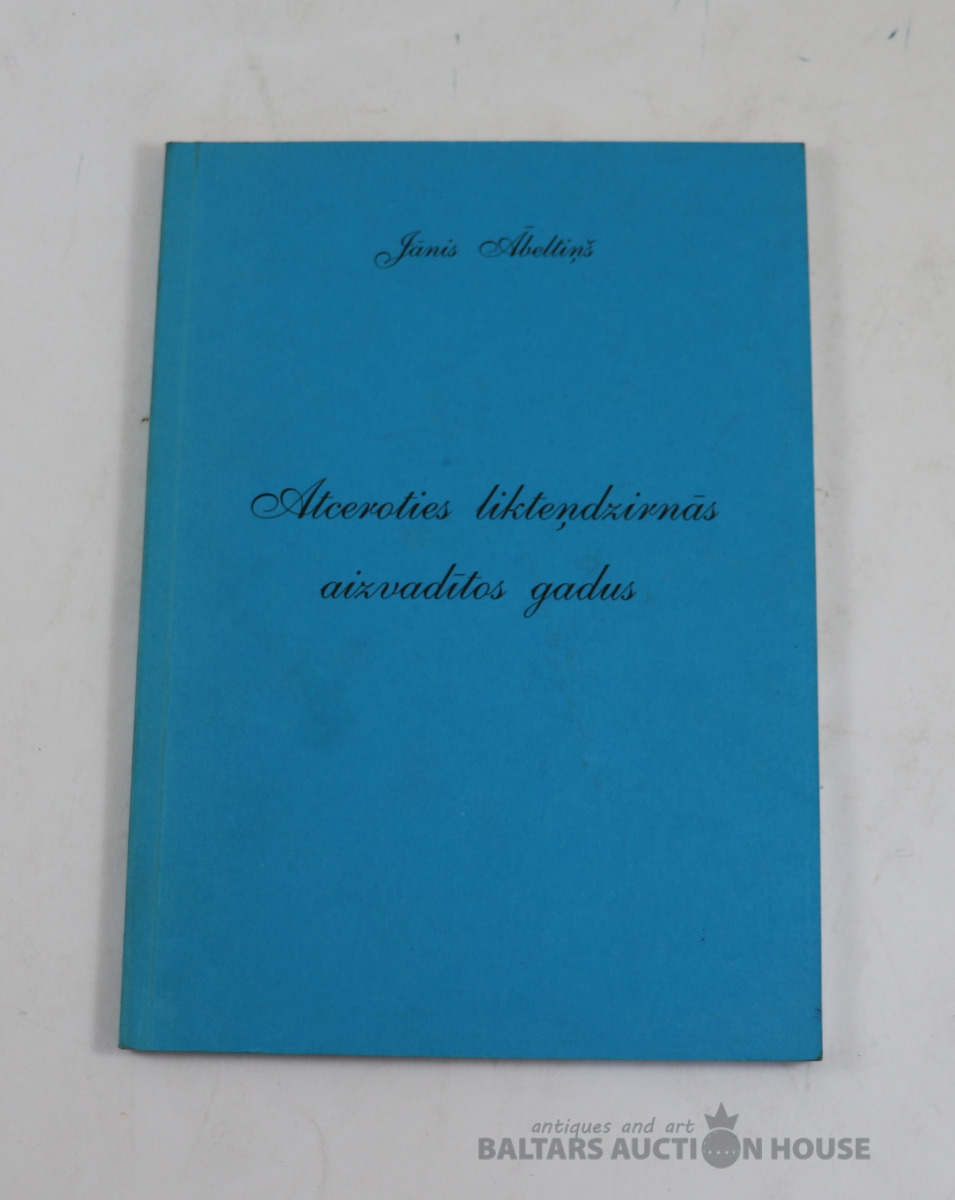 Jānis Ābeltiņš
Atceroties likteņdzirnās
aizvadītos gadus
antiques and art
BALTARS AUCTION HOUSE